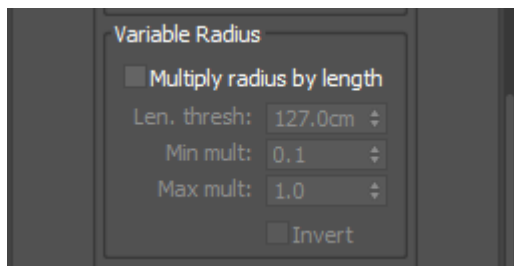 Variable Radius
Multiply radius by length
Len. thresh: 127.0cm
Min mult: 0.1
Max mult: 1.0
Invert